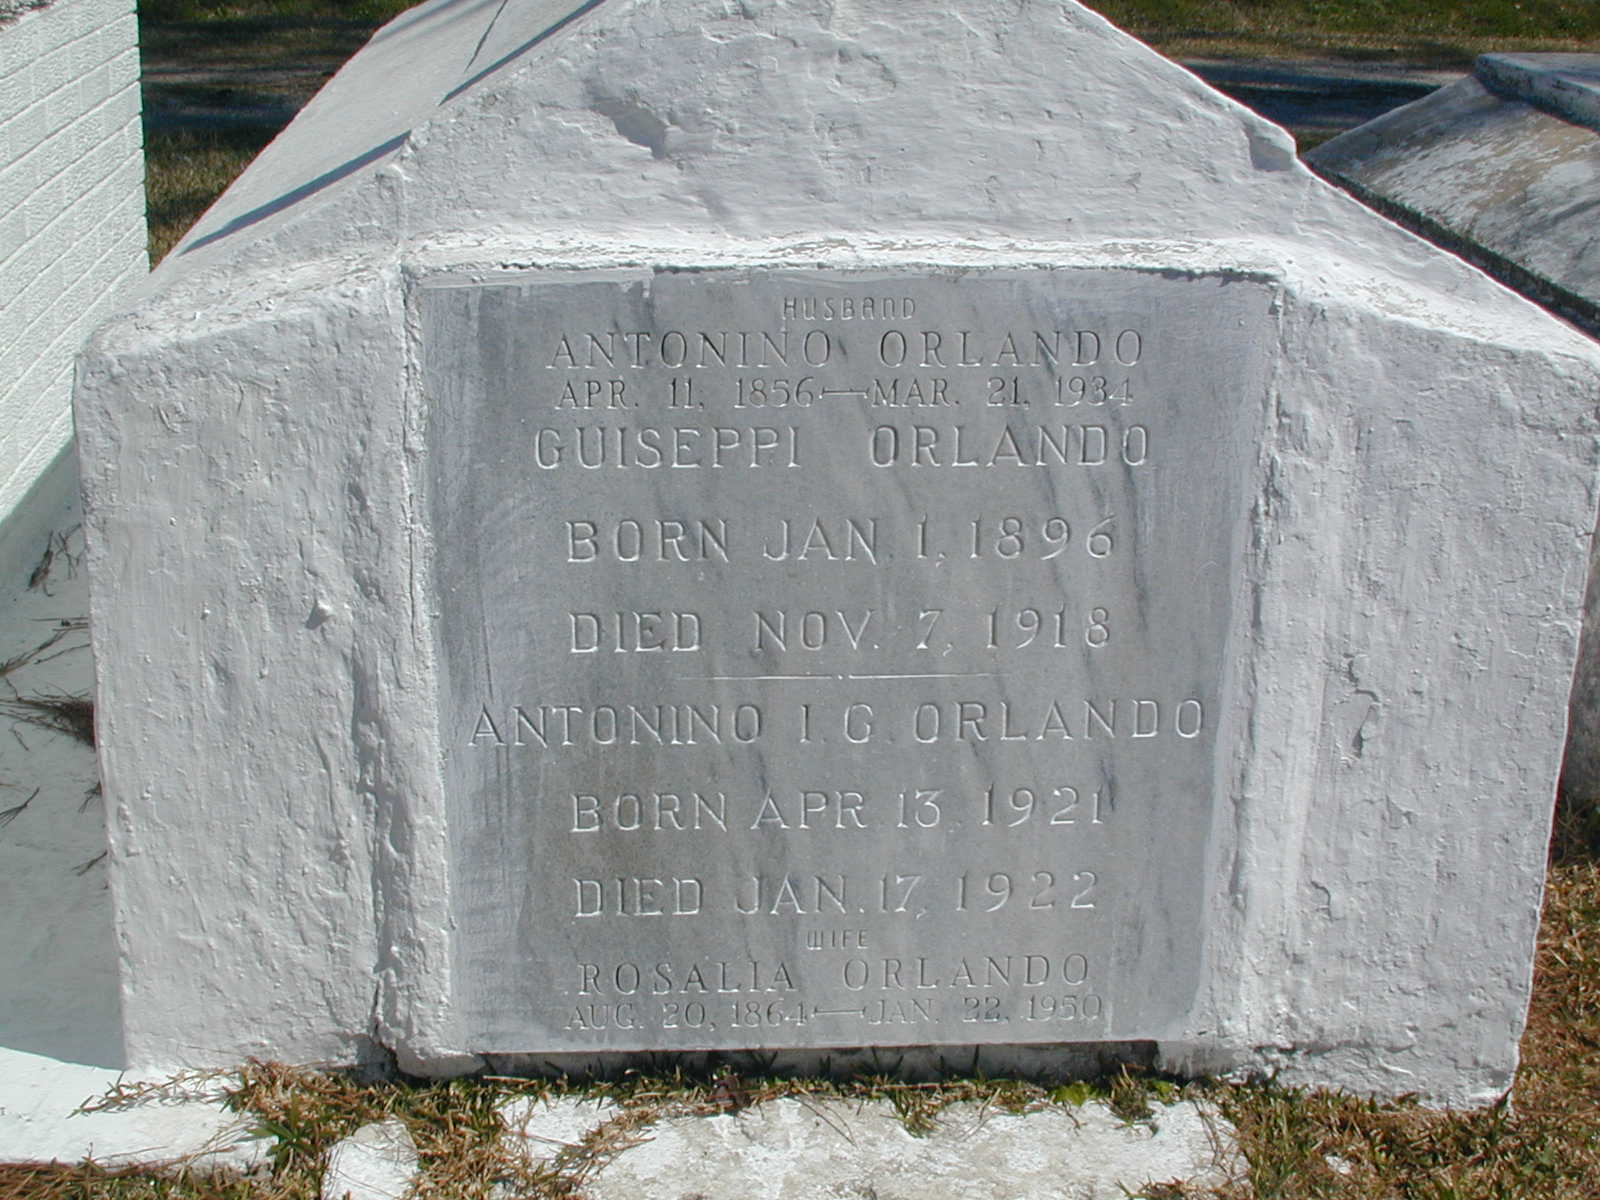 HUSBAND
ANTONINO ORLANDO
APR. 11, 1856—MAR. 21, 1934
GUISEPPI ORLANDO
BORN JAN. 1, 1896
DIED NOV. 7, 1918
ANTONINO I. G. ORLANDO
BORN APR. 13, 1921
DIED JAN. 17, 1922
WIFE
ROSALIA ORLANDO
AUG. 20, 1864—JAN. 22, 1950